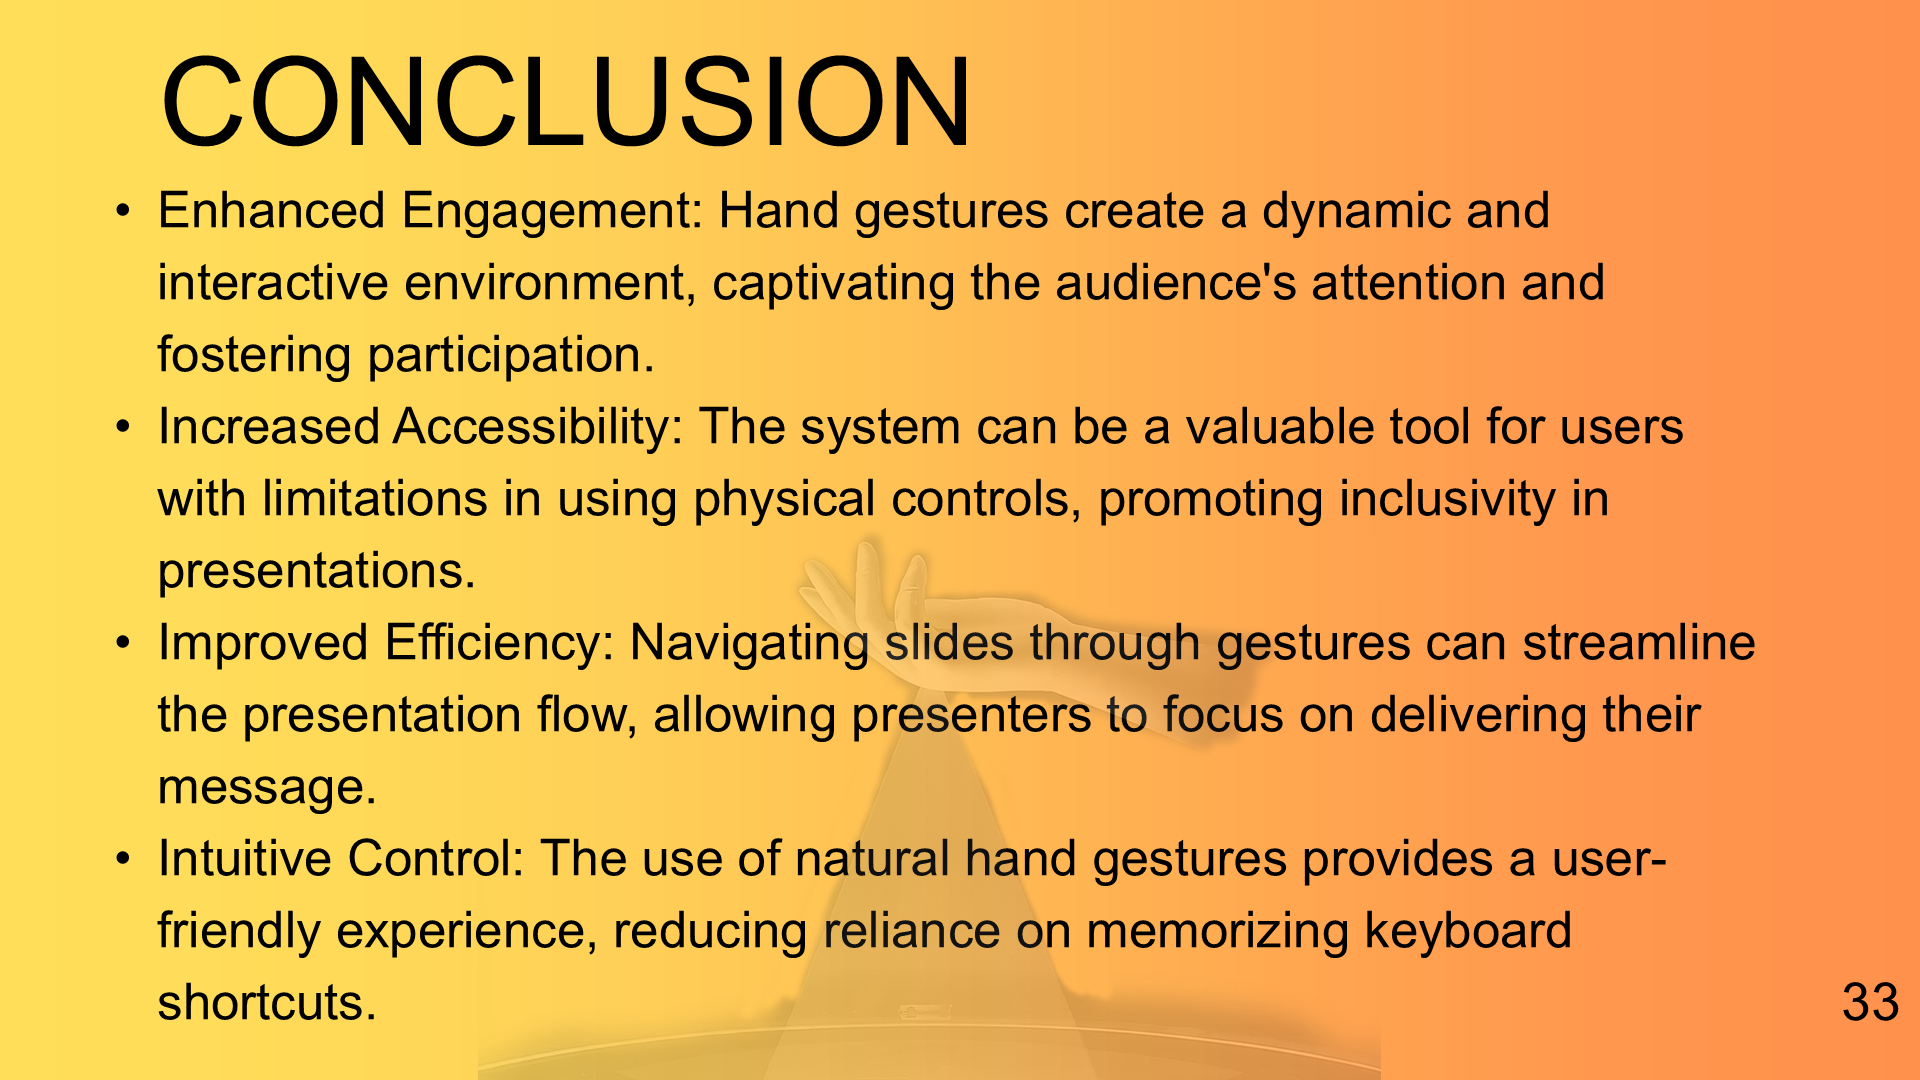 CONCLUSION
• Enhanced Engagement: Hand gestures create a dynamic and
interactive environment, captivating the audience's attention and
fostering participation.
• Increased Accessibility: The system can be a valuable tool for users
with limitations in using physical controls, promoting inclusivity in
presentations.
• Improved Efficiency: Navigating slides through gestures can streamline
the presentation flow, allowing presenters to focus on delivering their
message.
• Intuitive Control: The use of natural hand gestures provides a user-
friendly experience, reducing reliance on memorizing keyboard
shortcuts.
33